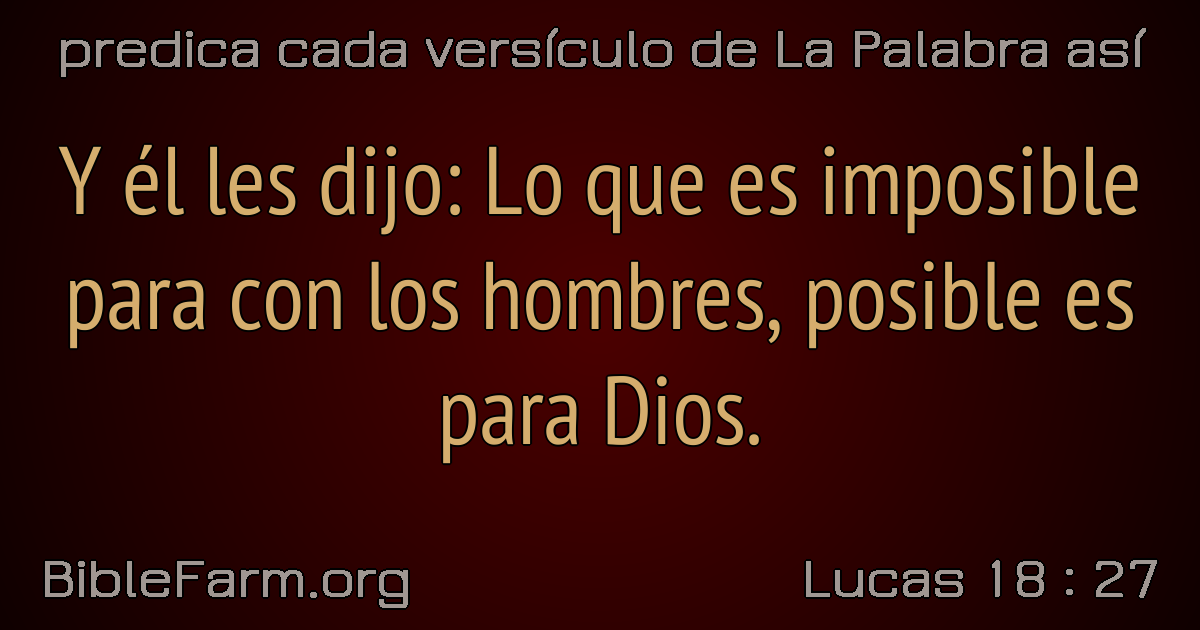 predica cada versículo de La Palabra así
Y él les dijo: Lo que es imposible
para con los hombres, posible es
para Dios.
BibleFarm.org
Lucas 18 : 27